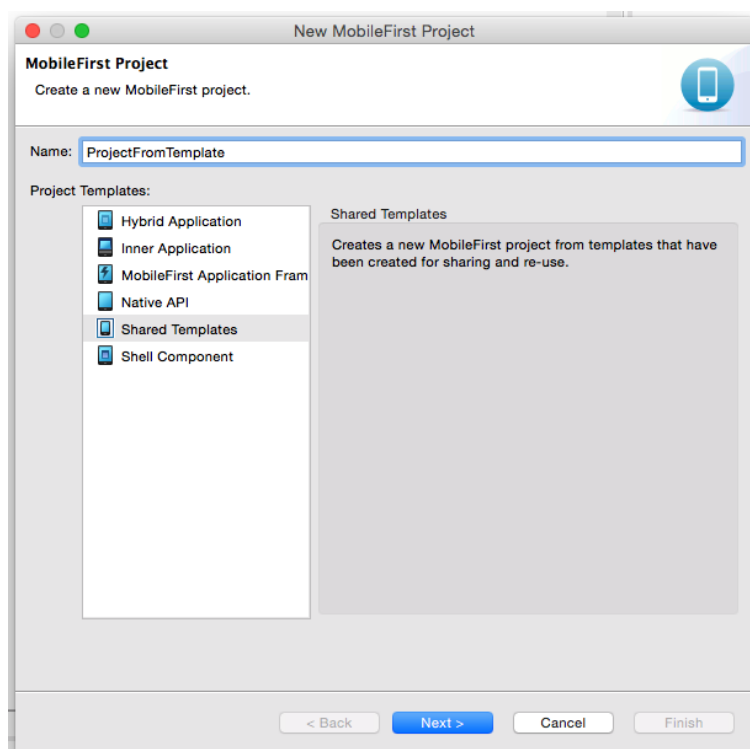 New MobileFirst Project
MobileFirst Project
Create a new MobileFirst project.
Name: ProjectFromTemplate
Project Templates:
Hybrid Application
Inner Application
MobileFirst Application Fram
Native API
Shared Templates
Shell Component
Shared Templates
Creates a new MobileFirst project from templates that have
been created for sharing and re-use.
< Back Next > Cancel Finish